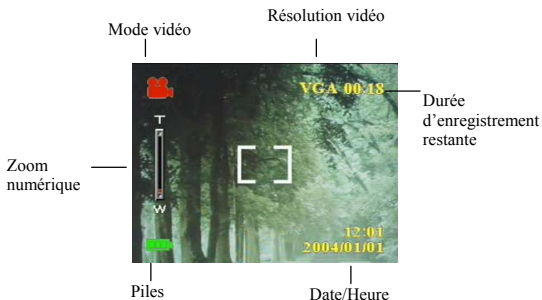 Résolution vidéo
Mode vidéo
VGA 00:18
Durée
d'enregistrement
restante
T
Zoom
numérique
W
12:01
2004/01/01
Piles
Date/Heure